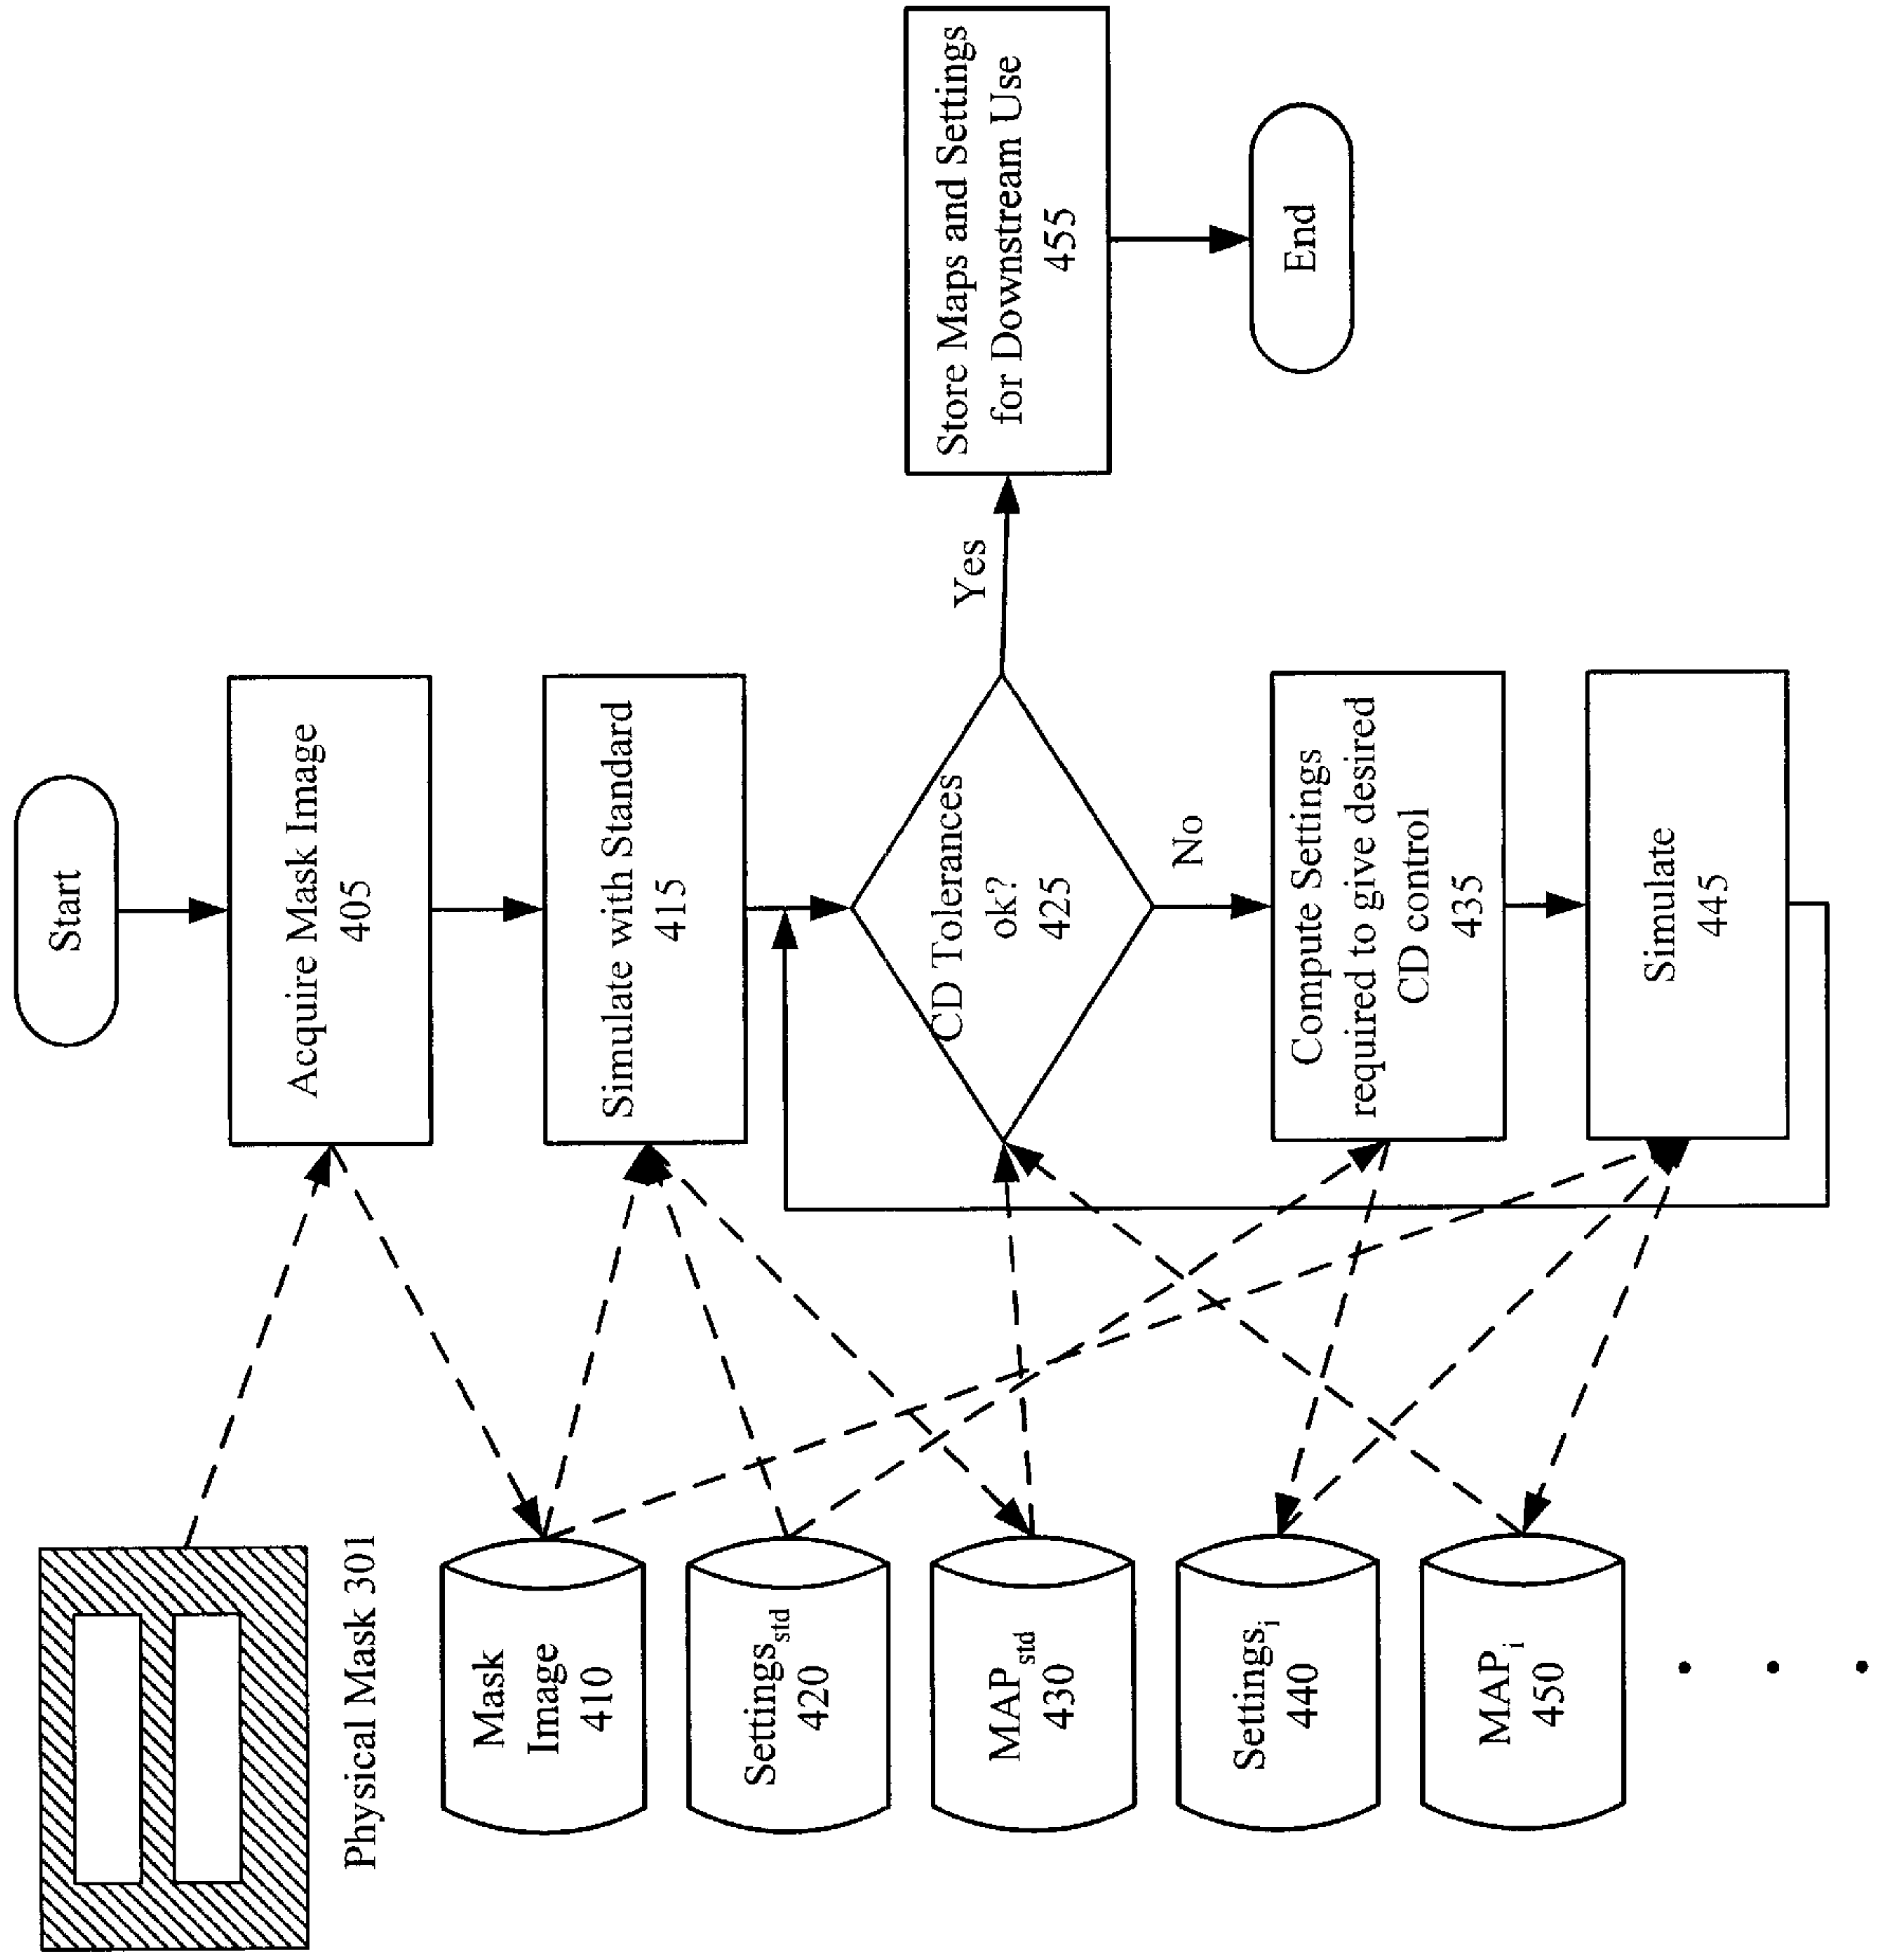 Start
Acquire Mask Image
405
Simulate with Standard
415
CD Tolerances
ok?
425
Yes
No
Store Maps and Settings
for Downstream Use
455
End
Compute Settings
required to give desired
CD control
435
Simulate
445
Physical Mask 301
Mask
Image
410
Settings std
420
MAP std
430
Settings i
440
MAP i
450